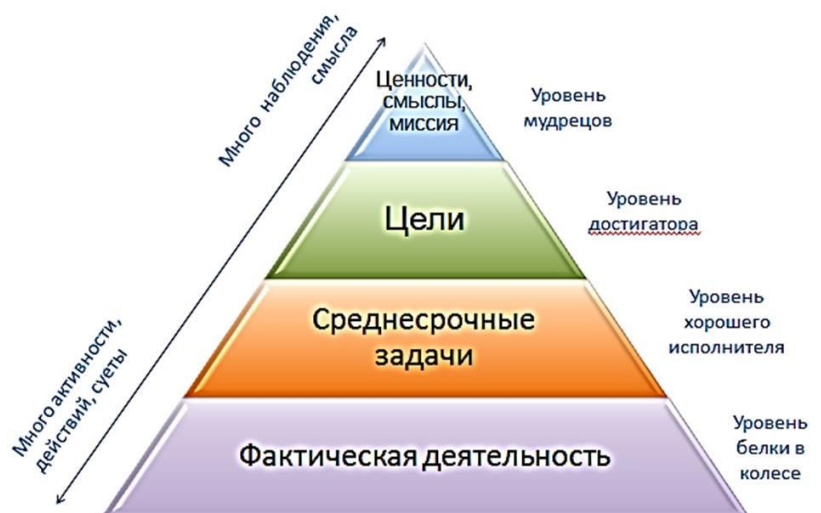 Много наблюдения,
смысла
Ценности,
смыслы,
миссия
Уровень
мудрецов
Цели
Уровень
достигатора
Среднесрочные
задачи
Уровень
хорошего
исполнителя
Много активности,
действий, суеты
Фактическая деятельность
Уровень
белки в
колесе